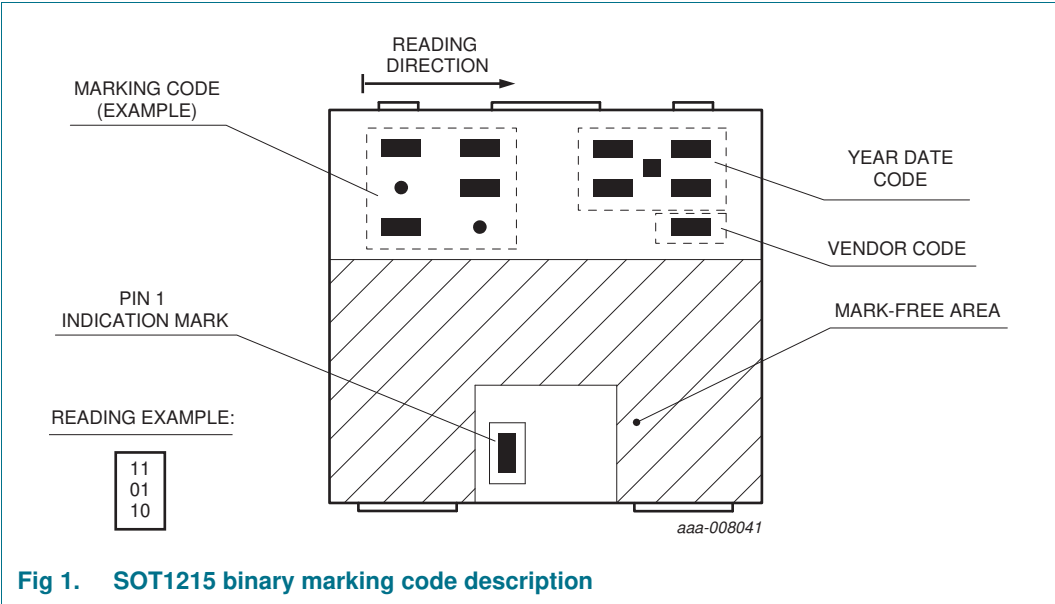 READING
DIRECTION
MARKING CODE
(EXAMPLE)
YEAR DATE
CODE
VENDOR CODE
PIN 1
INDICATION MARK
MARK-FREE AREA
READING EXAMPLE:
11
01
10
aaa-008041
Fig 1. SOT1215 binary marking code description